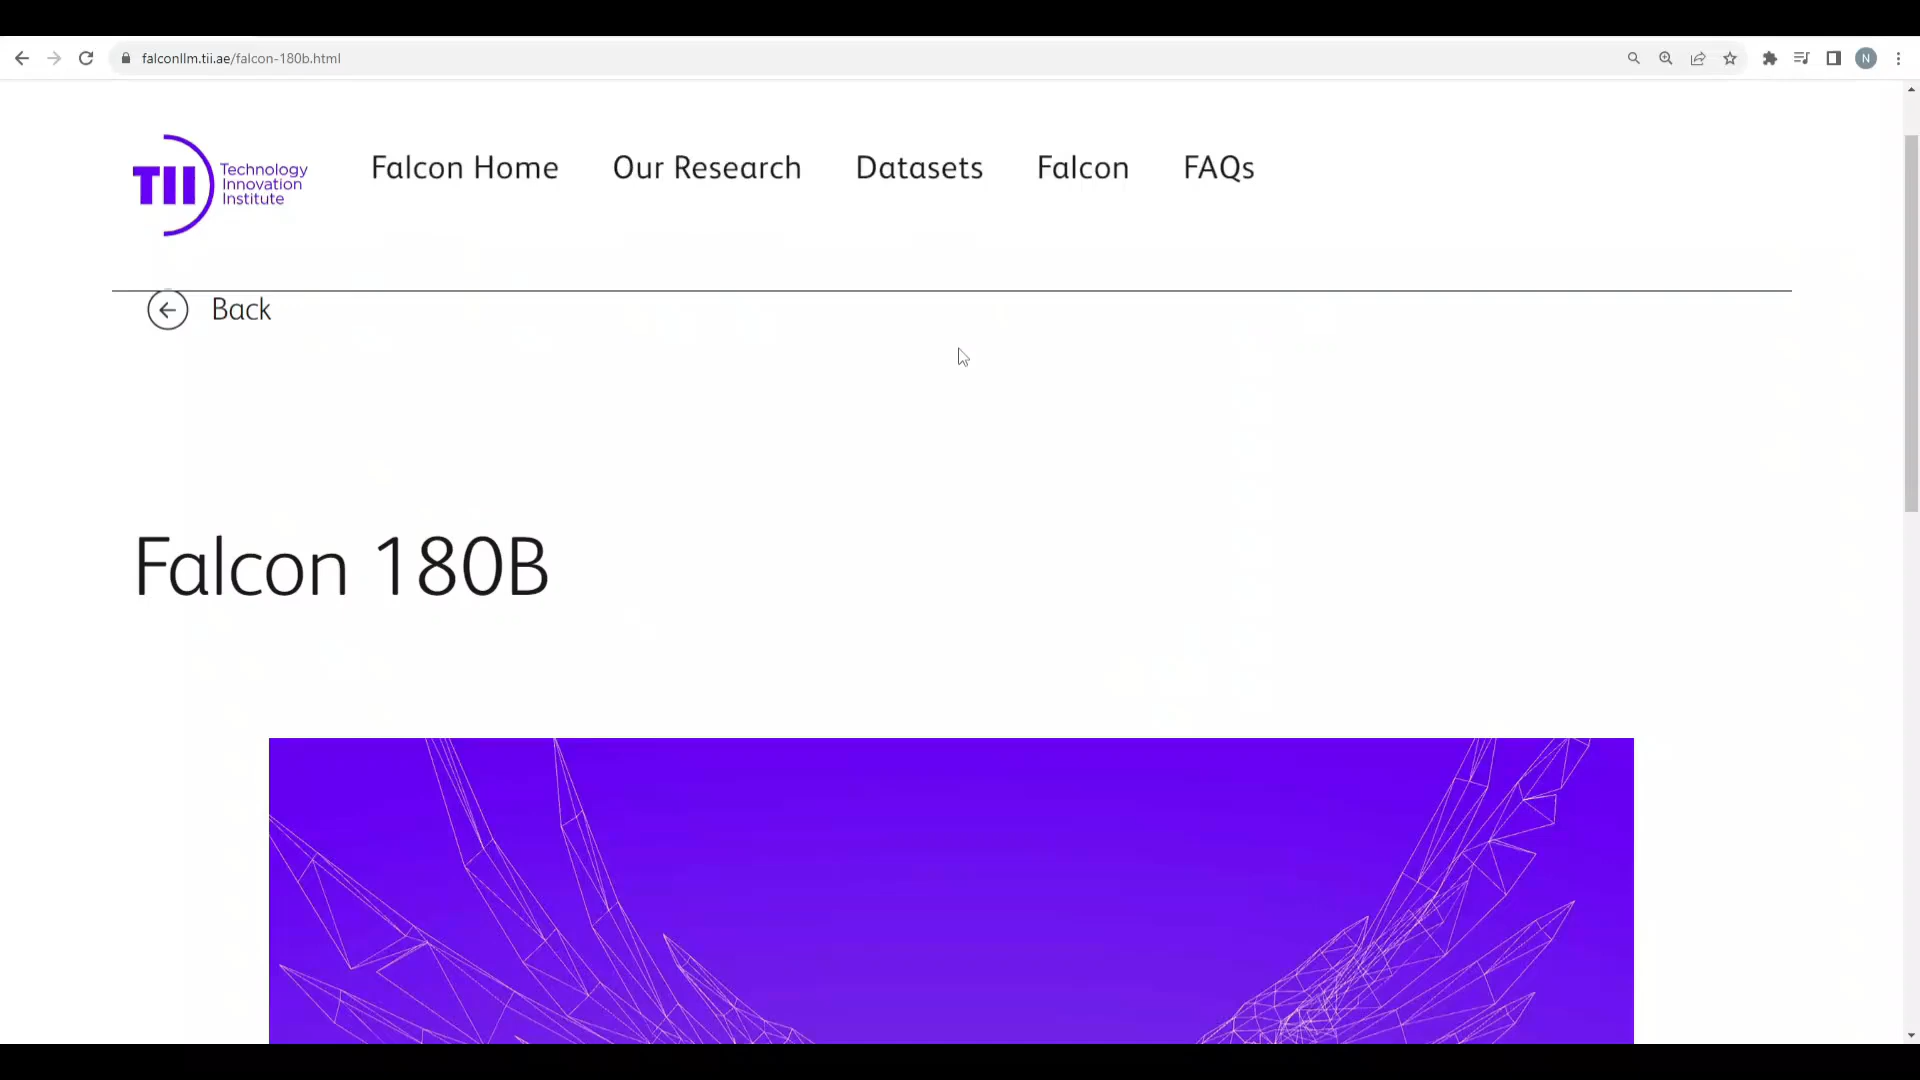 falconllm.tii.ae/falcon-180b.html
N
TII Technology
Innovation
Institute
Falcon Home Our Research Datasets Falcon FAQs
Back
Falcon 180B